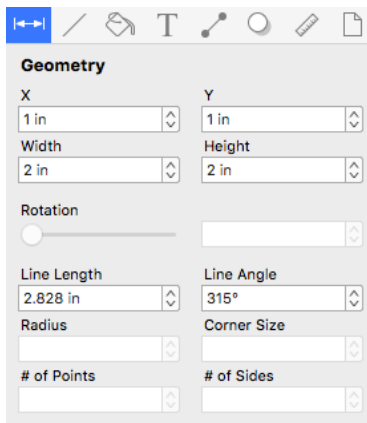 T
Geometry
X Y
1 in 1 in
Width Height
2 in 2 in
Rotation
Line Length Line Angle
2.828 in 315°
Radius Corner Size
# of Points # of Sides